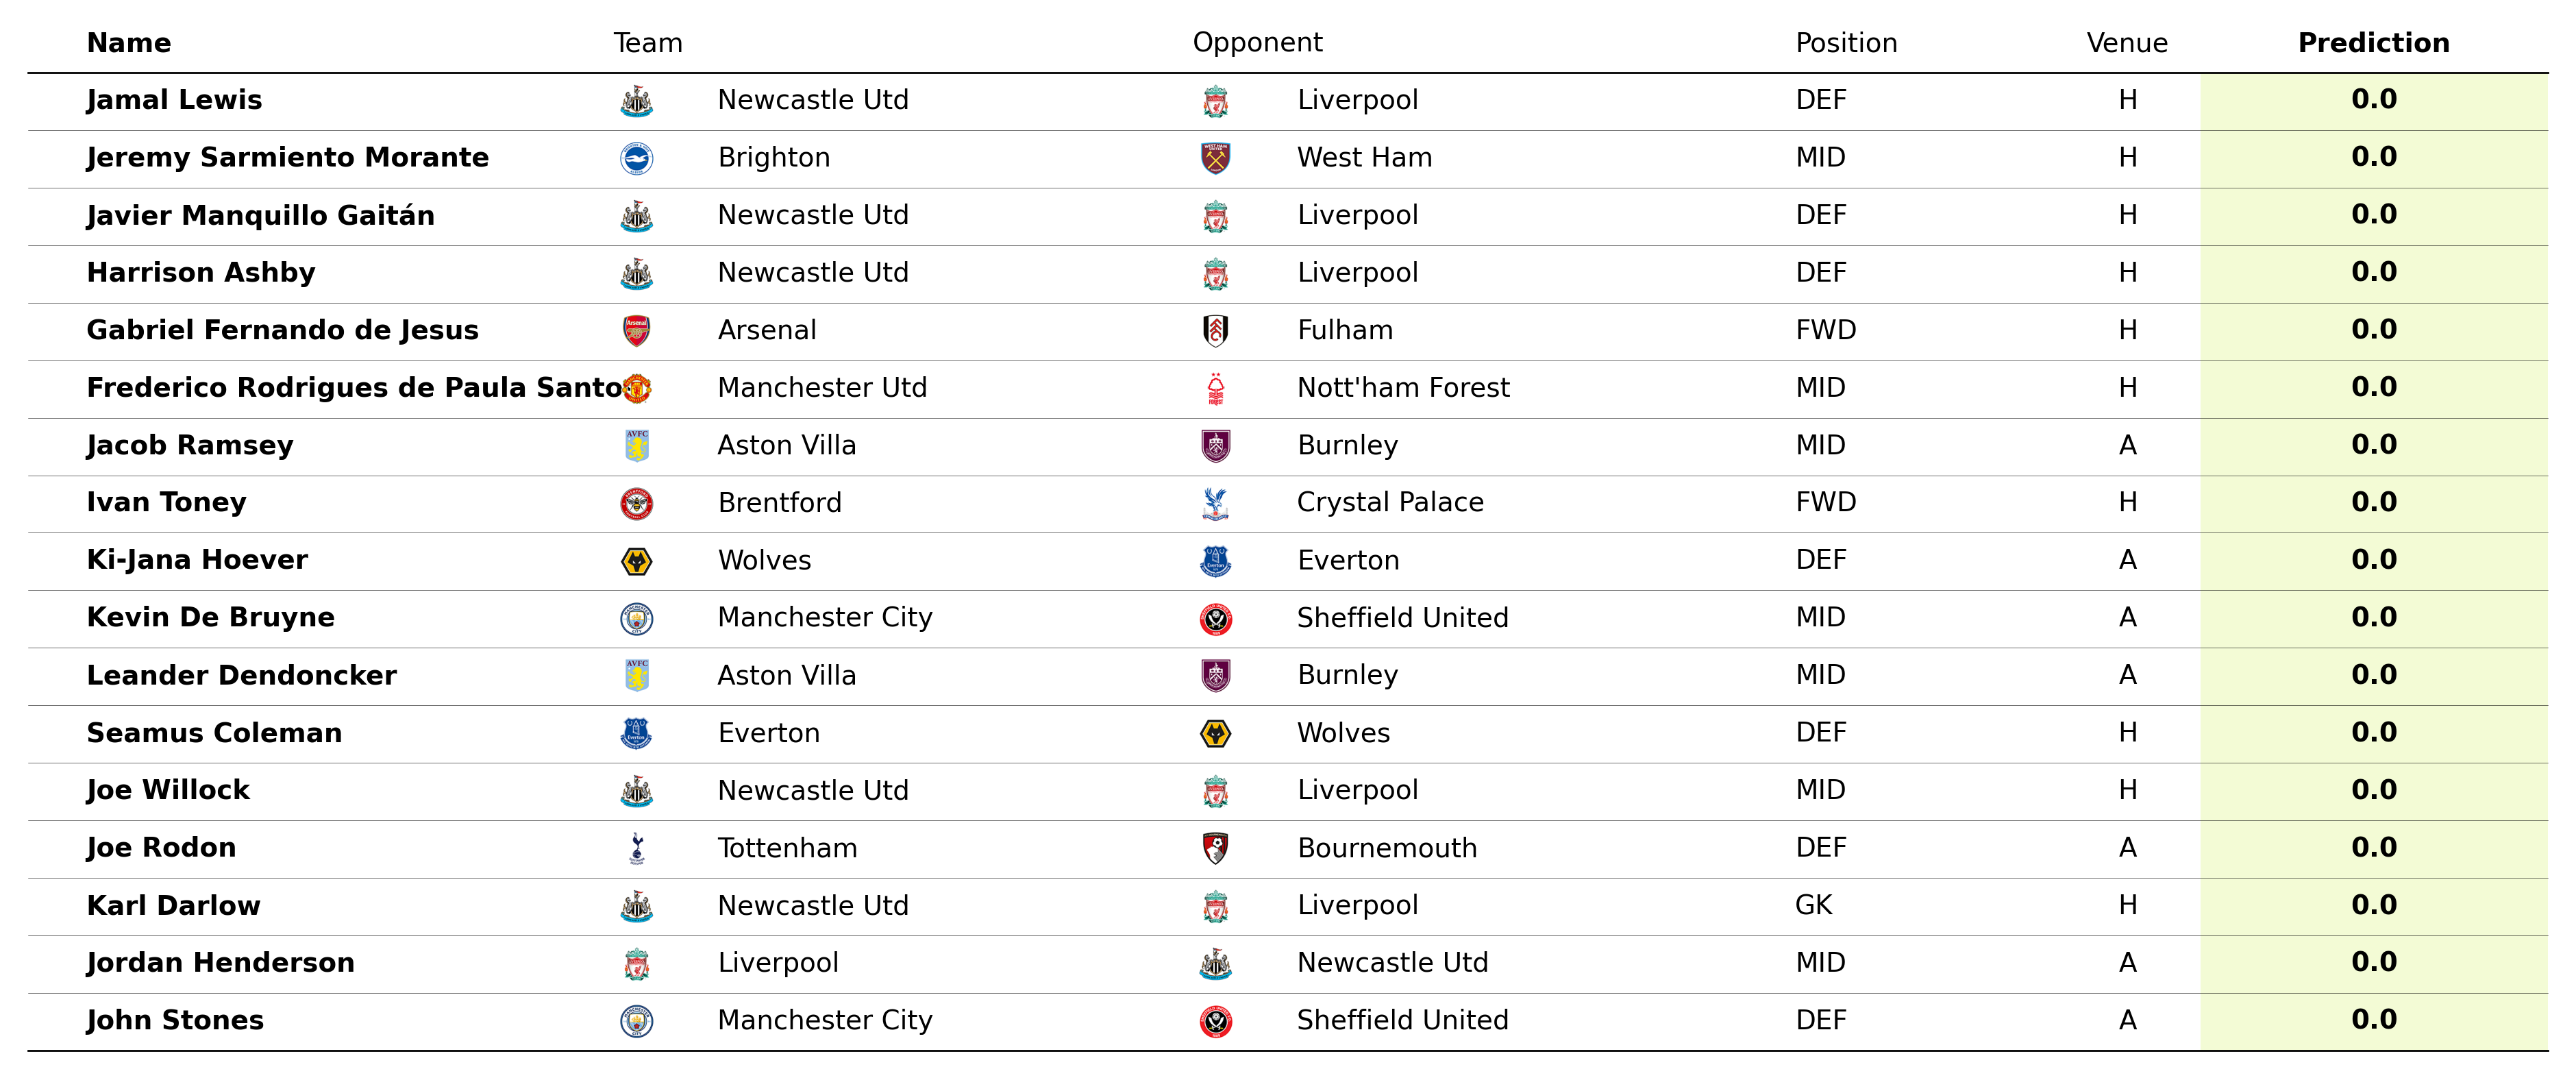 Name Team Opponent Position Venue Prediction
Jamal Lewis Newcastle Utd Liverpool DEF H 0.0
Jeremy Sarmiento Morante Brighton West Ham MID H 0.0
Javier Manquillo Gaitán Newcastle Utd Liverpool DEF H 0.0
Harrison Ashby Newcastle Utd Liverpool DEF H 0.0
Gabriel Fernando de Jesus Arsenal Fulham FWD H 0.0
Frederico Rodrigues de Paula Santo Manchester Utd Nott'ham Forest MID H 0.0
Jacob Ramsey Aston Villa Burnley MID A 0.0
Ivan Toney Brentford Crystal Palace FWD H 0.0
Ki-Jana Hoever Wolves Everton DEF A 0.0
Kevin De Bruyne Manchester City Sheffield United MID A 0.0
Leander Dendoncker Aston Villa Burnley MID A 0.0
Seamus Coleman Everton Wolves DEF H 0.0
Joe Willock Newcastle Utd Liverpool MID H 0.0
Joe Rodon Tottenham Bournemouth DEF A 0.0
Karl Darlow Newcastle Utd Liverpool GK H 0.0
Jordan Henderson Liverpool Newcastle Utd MID A 0.0
John Stones Manchester City Sheffield United DEF A 0.0